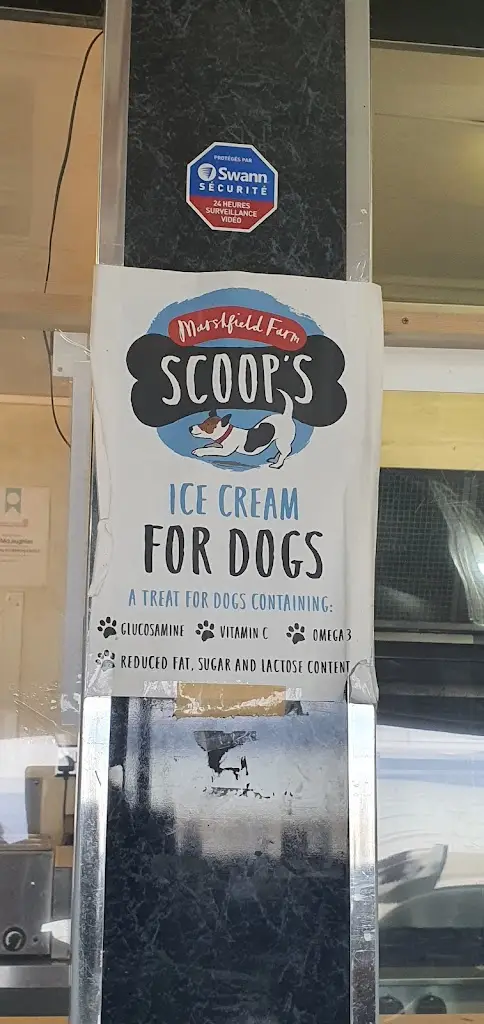 PROTÉGÉS PAR
Swann
SÉCURITÉ
24 HEURES
SURVEILLANCE
VIDÉO
Marshfield Farm
SCOOP'S
ICE CREAM
FOR DOGS
A TREAT FOR DOGS CONTAINING:
GLUCOSAMINE VITAMIN C OMEGA 3
REDUCED FAT, SUGAR AND LACTOSE CONTENT